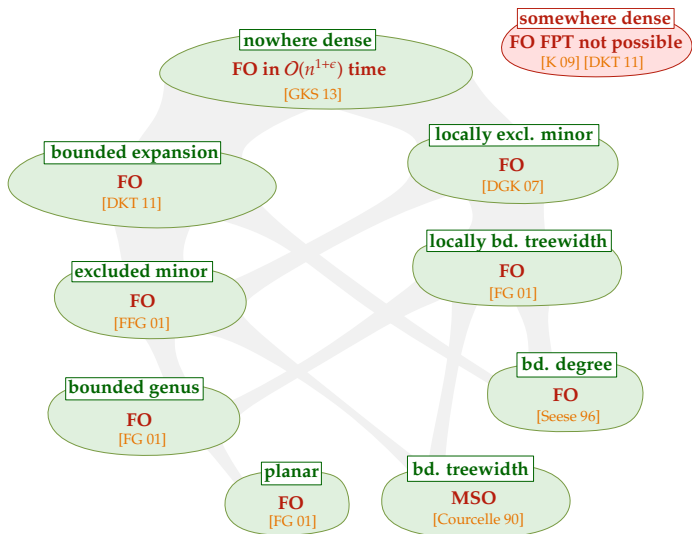 somewhere dense
FO FPT not possible
[K 09] [DKT 11]
nowhere dense
FO in O(n^{1+ϵ}) time
[GKS 13]
locally excl. minor
FO
[DGK 07]
bounded expansion
FO
[DKT 11]
locally bd. treewidth
FO
[FG 01]
excluded minor
FO
[FFG 01]
bd. degree
FO
[Seese 96]
bounded genus
FO
[FG 01]
planar
FO
[FG 01]
bd. treewidth
MSO
[Courcelle 90]